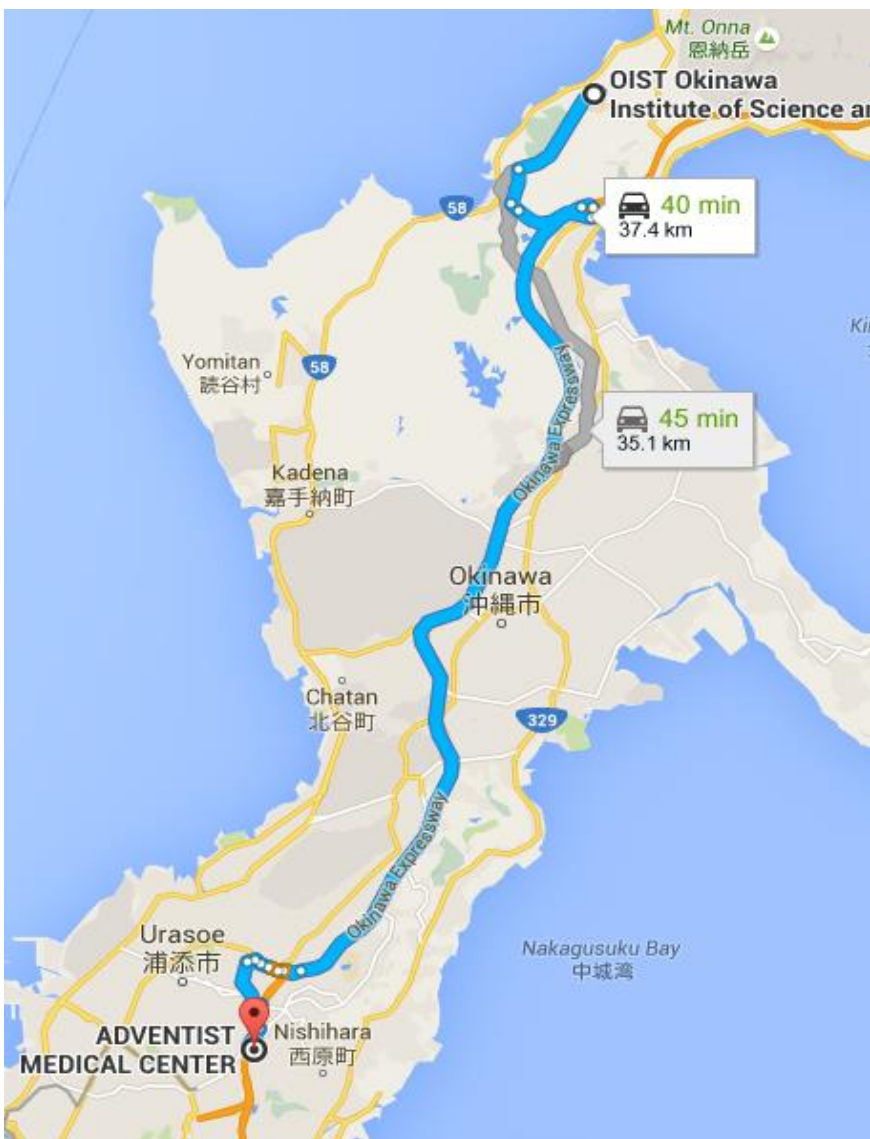 Mt. Onna
恩納岳
OIST Okinawa
Institute of Science an
58
40 min
37.4 km
Kin
Yomitan
読谷村
58
Okinawa Expressway
45 min
35.1 km
Kadena
嘉手納町
Okinawa
沖縄市
Chatan
北谷町
329
Okinawa Expressway
Urasoe
浦添市
Nakagusuku Bay
中城湾
ADVENTIST
MEDICAL CENTER
Nishihara
西原町